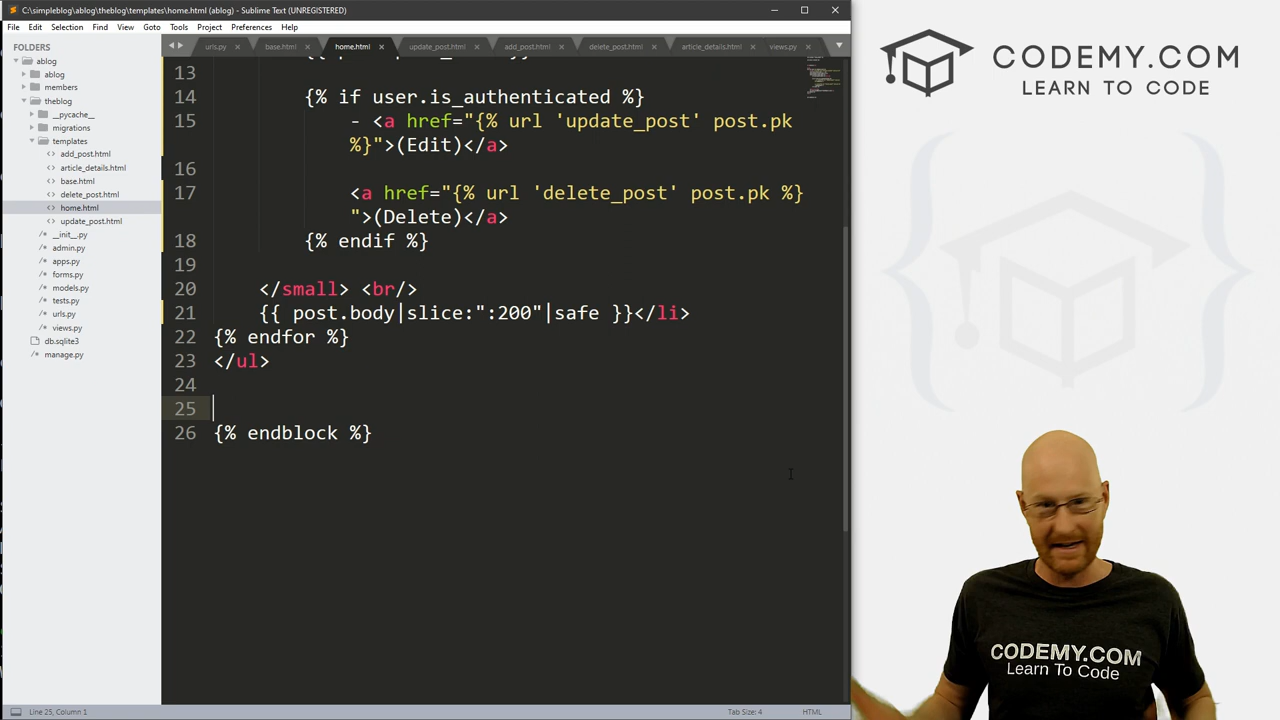 C:\simpleblog\ablog\theblog\templates\home.html (ablog) - Sublime Text (UNREGISTERED)
File Edit Selection Find View Goto Tools Project Preferences Help
FOLDERS
ablog
ablog
members
theblog
__pycache__
migrations
templates
add_post.html
article_details.html
base.html
delete_post.html
home.html
update_post.html
__init__.py
admin.py
apps.py
forms.py
models.py
tests.py
urls.py
views.py
db.sqlite3
manage.py
urls.py base.html home.html update_post.html add_post.html delete_post.html article_details.html views.py
13
14 {% if user.is_authenticated %}
15 - <a href="{% url 'update_post' post.pk
%}">(Edit)</a>
16
17 <a href="{% url 'delete_post' post.pk %}
">(Delete)</a>
18 {% endif %}
19
20 </small> <br/>
21 {{ post.body|slice:":200"|safe }}</li>
22 {% endfor %}
23 </ul>
24
25
26 {% endblock %}
Line 25, Column 1
Tab Size: 4
HTML
CODEMY.COM
LEARN TO CODE
CODEMY.COM
Learn To Code